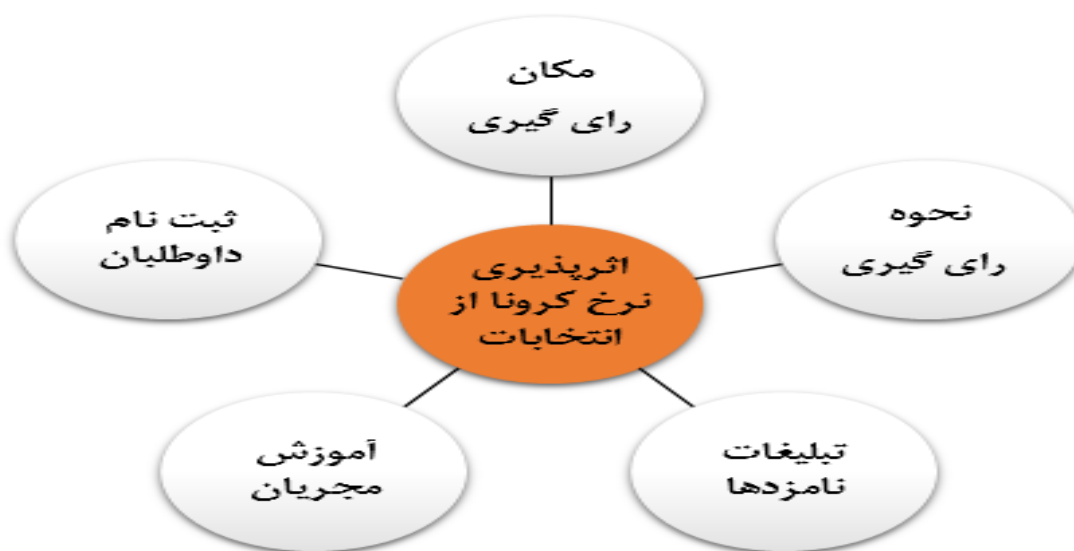 مکان
رای گیری
نحوه
رای گیری
ثبت نام
داوطلبان
اثرپذیری
نرخ کرونا از
انتخابات
تبلیغات
نامزدها
آموزش
مجریان